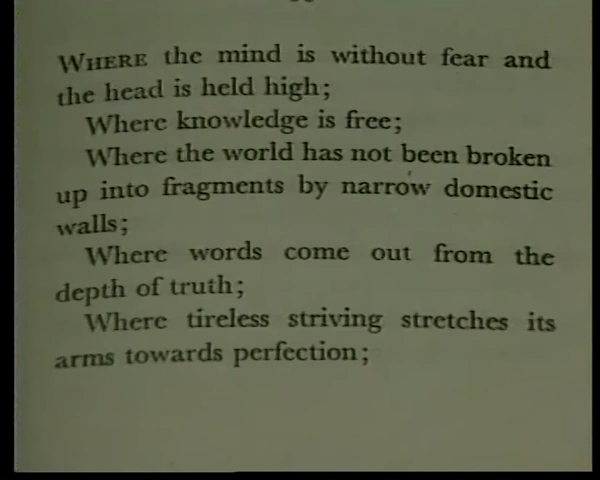 WHERE the mind is without fear and
the head is held high;
Where knowledge is free;
Where the world has not been broken
up into fragments by narrow domestic
walls;
Where words come out from the
depth of truth;
Where tireless striving stretches its
arms towards perfection;